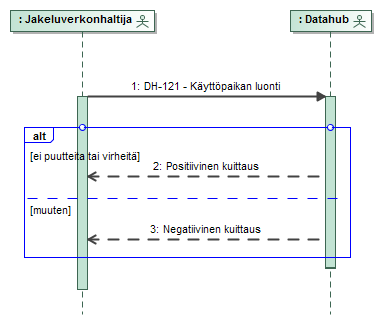 : Jakeluverkonhaltija
: Datahub
1: DH-121 - Käyttöpaikan luonti
alt
[ei puutteita tai virheitä]
2: Positiivinen kuittaus
[muuten]
3: Negatiivinen kuittaus